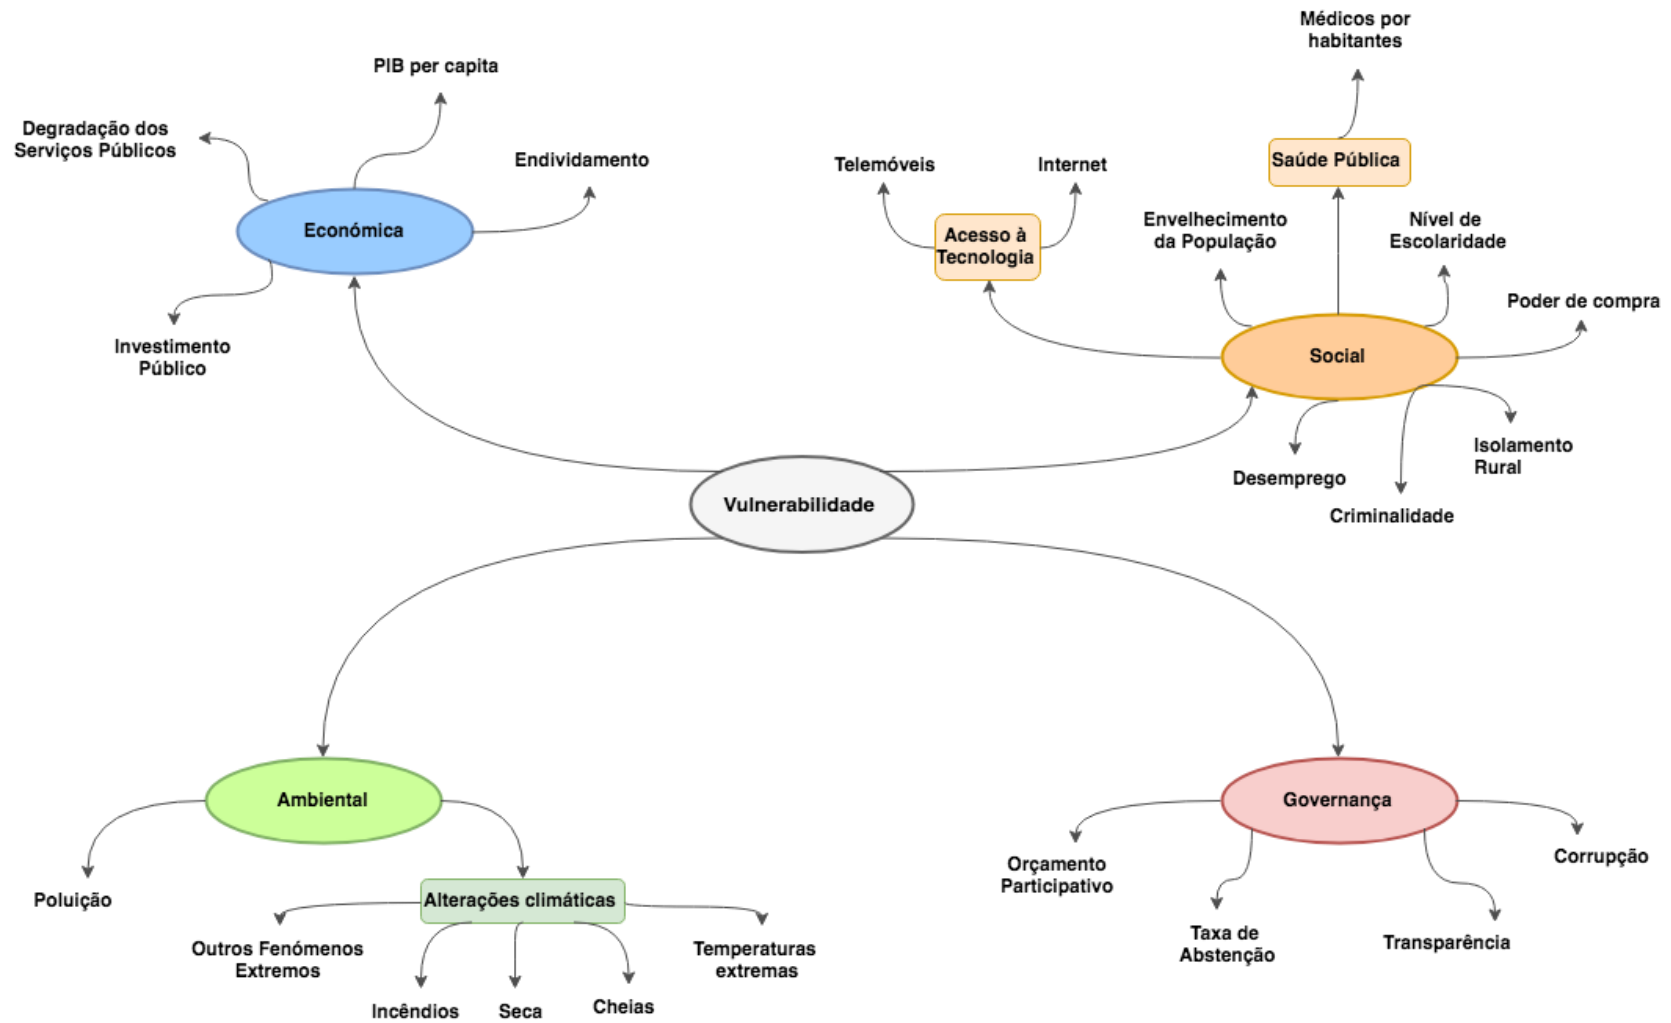 Médicos por
habitantes
PIB per capita
Degradação dos
Serviços Públicos
Endividamento
Económica
Investimento
Público
Telemóveis
Internet
Saúde Pública
Acesso à
Tecnologia
Envelhecimento
da População
Nível de
Escolaridade
Poder de compra
Social
Isolamento
Rural
Desemprego
Criminalidade
Vulnerabilidade
Ambiental
Poluição
Alterações climáticas
Outros Fenómenos
Extremos
Incêndios
Seca
Cheias
Temperaturas
extremas
Governança
Orçamento
Participativo
Taxa de
Abstenção
Transparência
Corrupção